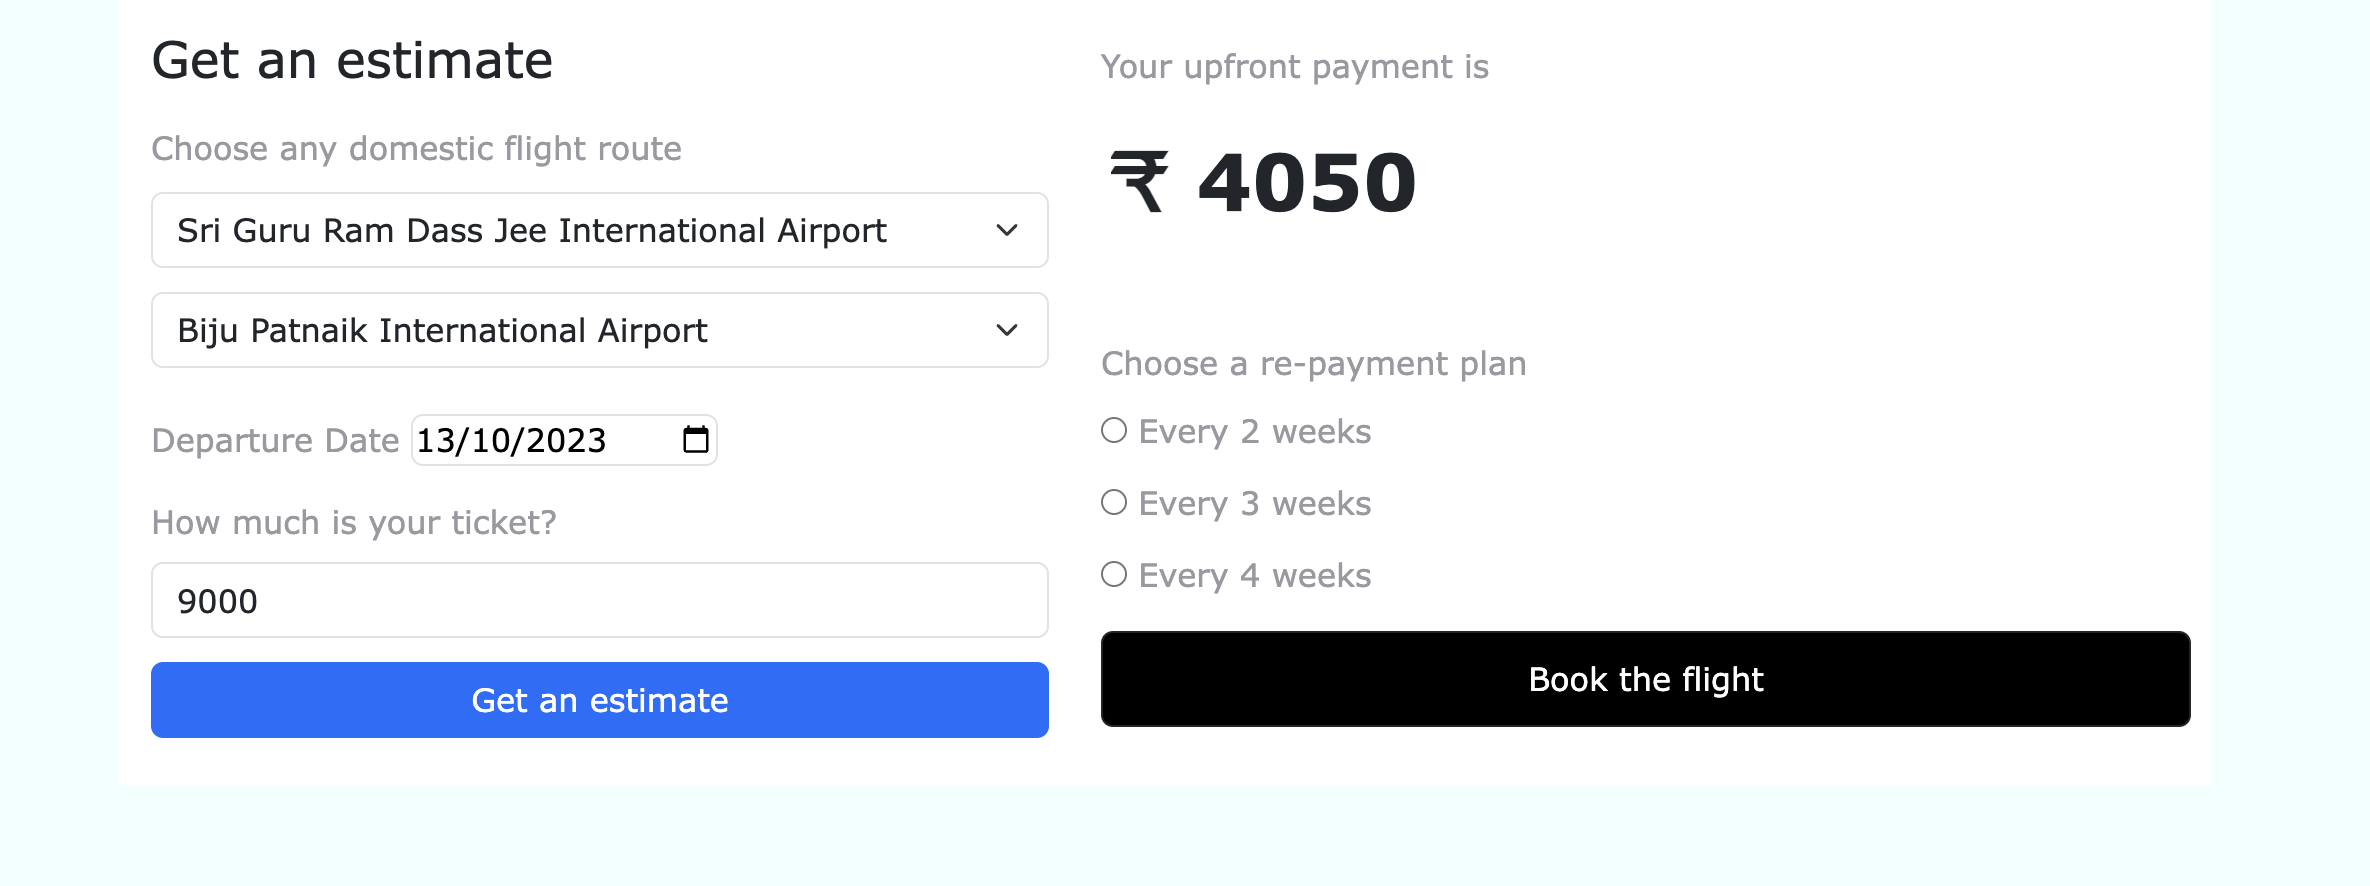 Get an estimate
Choose any domestic flight route
Sri Guru Ram Dass Jee International Airport
Biju Patnaik International Airport
Departure Date 13/10/2023
How much is your ticket?
9000
Get an estimate
Your upfront payment is
₹ 4050
Choose a re-payment plan
Every 2 weeks
Every 3 weeks
Every 4 weeks
Book the flight